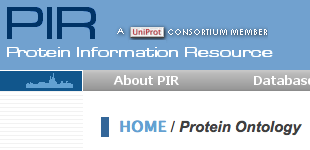 PIR
A UniProt CONSORTIUM MEMBER
Protein Information Resource
About PIR Database
HOME / Protein Ontology